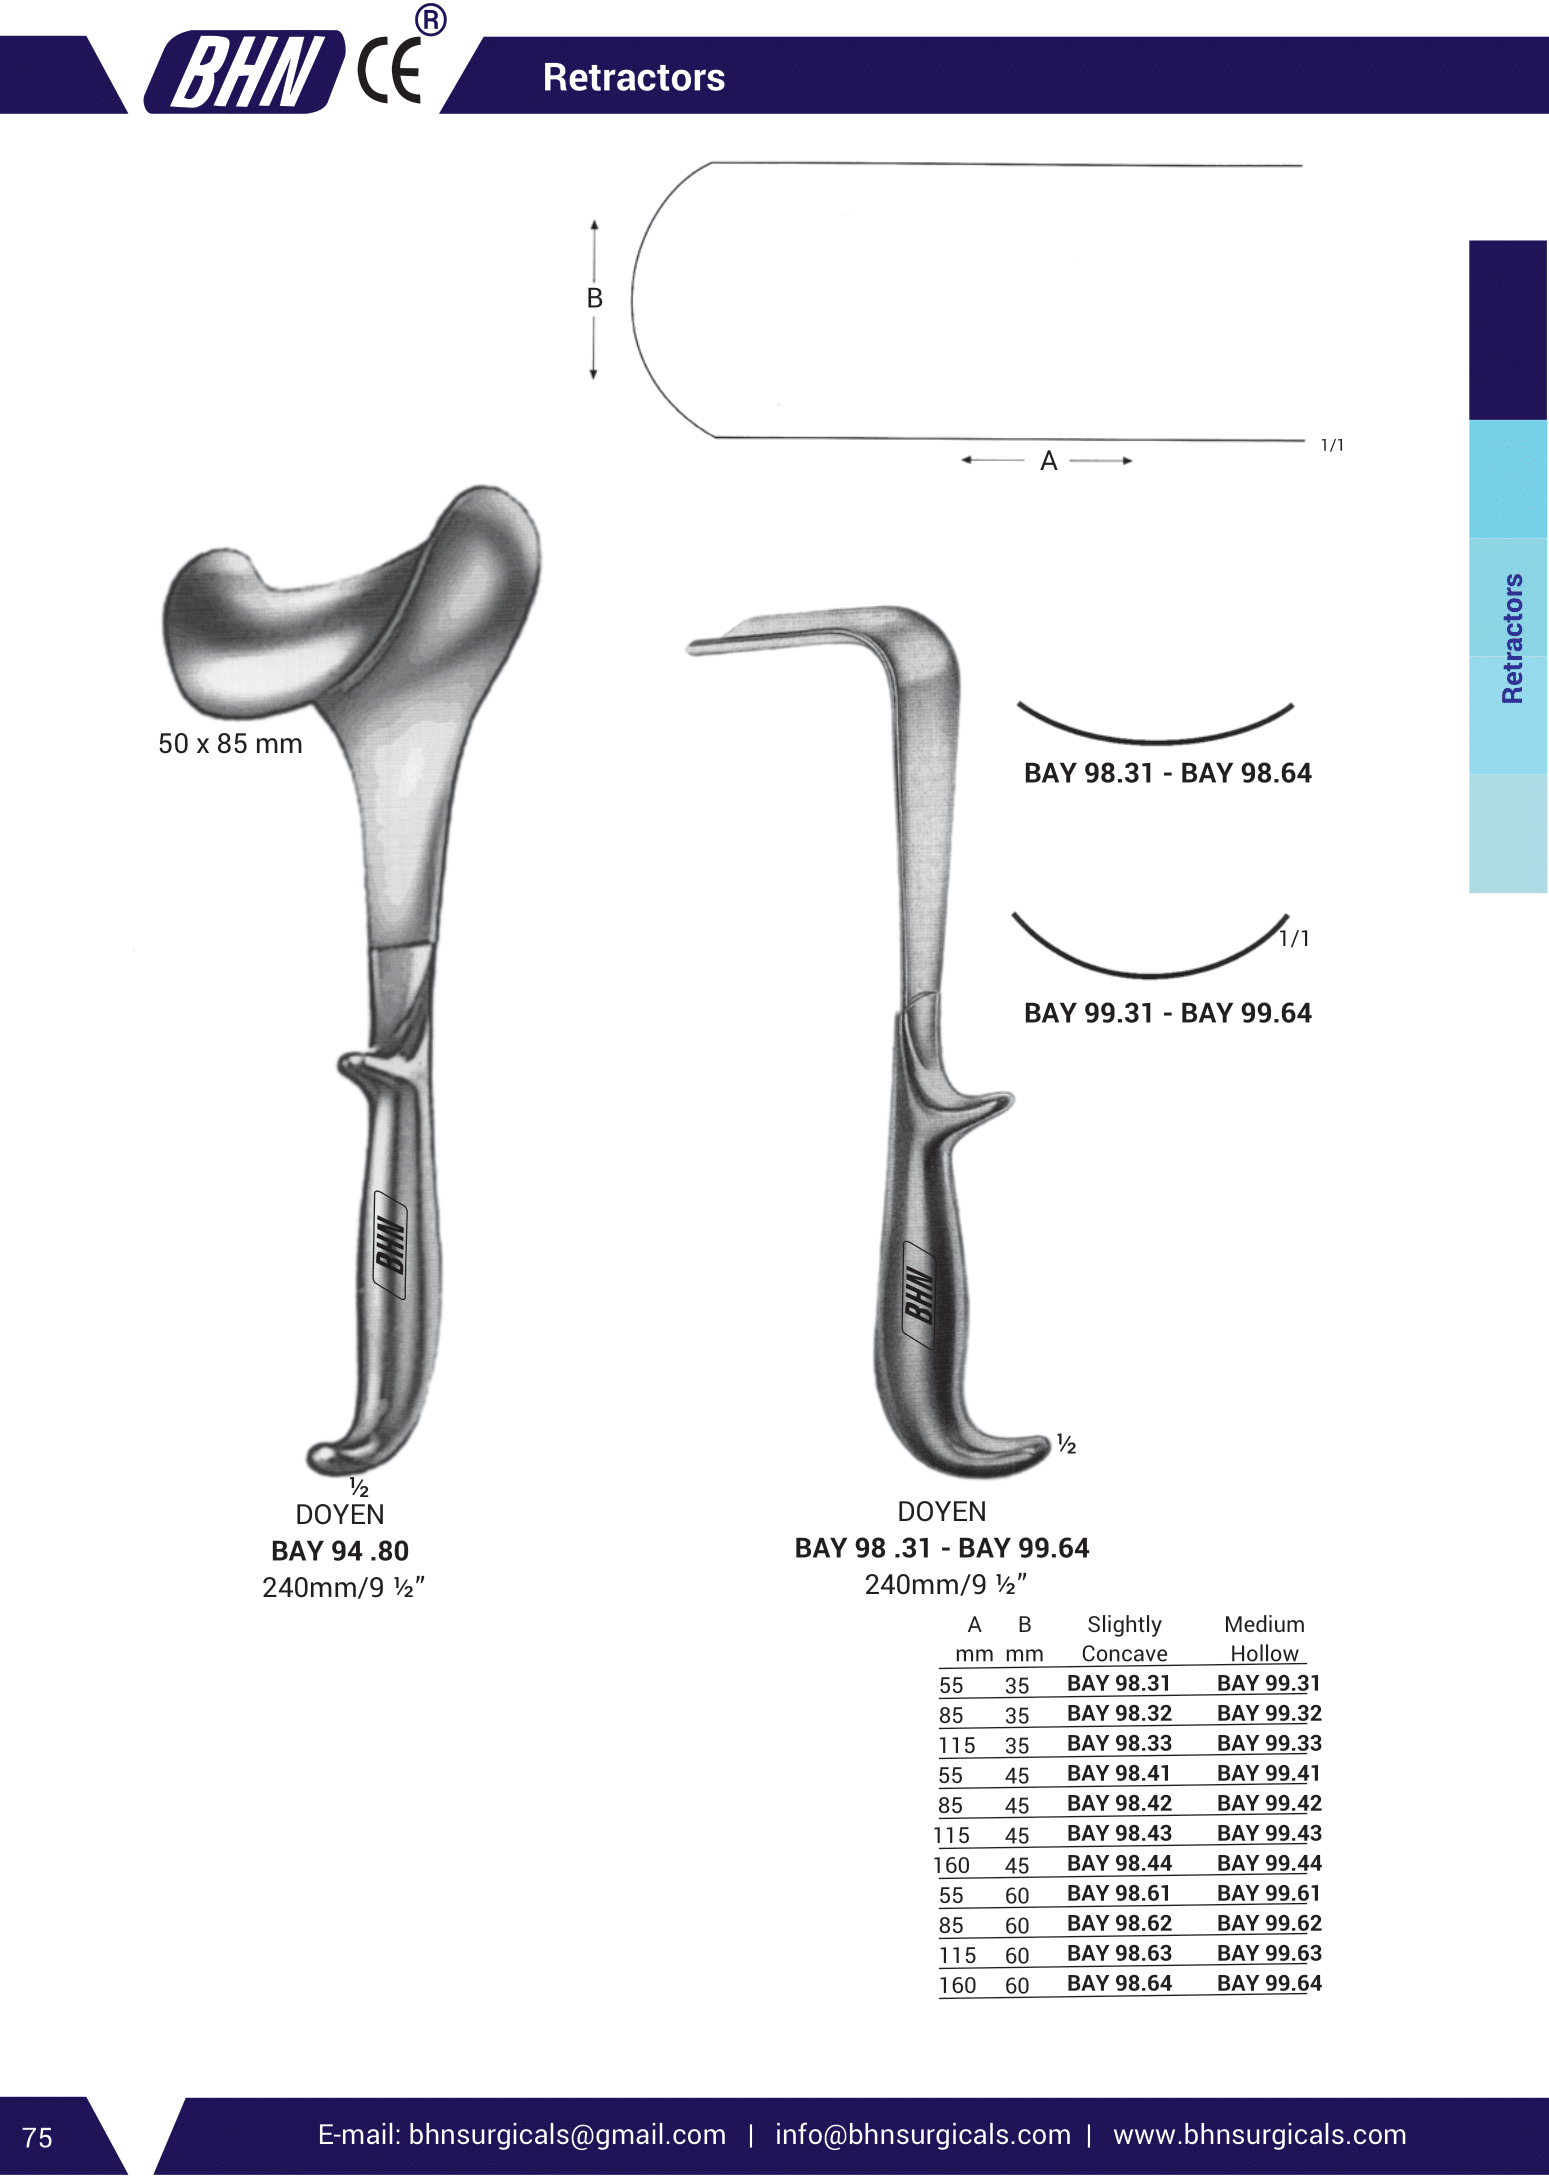 BHN CE ®
Retractors
B
1/1
A
Retractors
50 x 85 mm
BAY 98.31 - BAY 98.64
1/1
BAY 99.31 - BAY 99.64
BHN
BHN
½
½
DOYEN
BAY 94 .80
240mm/9 ½”
DOYEN
BAY 98 .31 - BAY 99.64
240mm/9 ½”
A B Slightly Medium
mm mm Concave Hollow
55 35 BAY 98.31 BAY 99.31
85 35 BAY 98.32 BAY 99.32
115 35 BAY 98.33 BAY 99.33
55 45 BAY 98.41 BAY 99.41
85 45 BAY 98.42 BAY 99.42
115 45 BAY 98.43 BAY 99.43
160 45 BAY 98.44 BAY 99.44
55 60 BAY 98.61 BAY 99.61
85 60 BAY 98.62 BAY 99.62
115 60 BAY 98.63 BAY 99.63
160 60 BAY 98.64 BAY 99.64
75
E-mail: bhnsurgicals@gmail.com | info@bhnsurgicals.com | www.bhnsurgicals.com